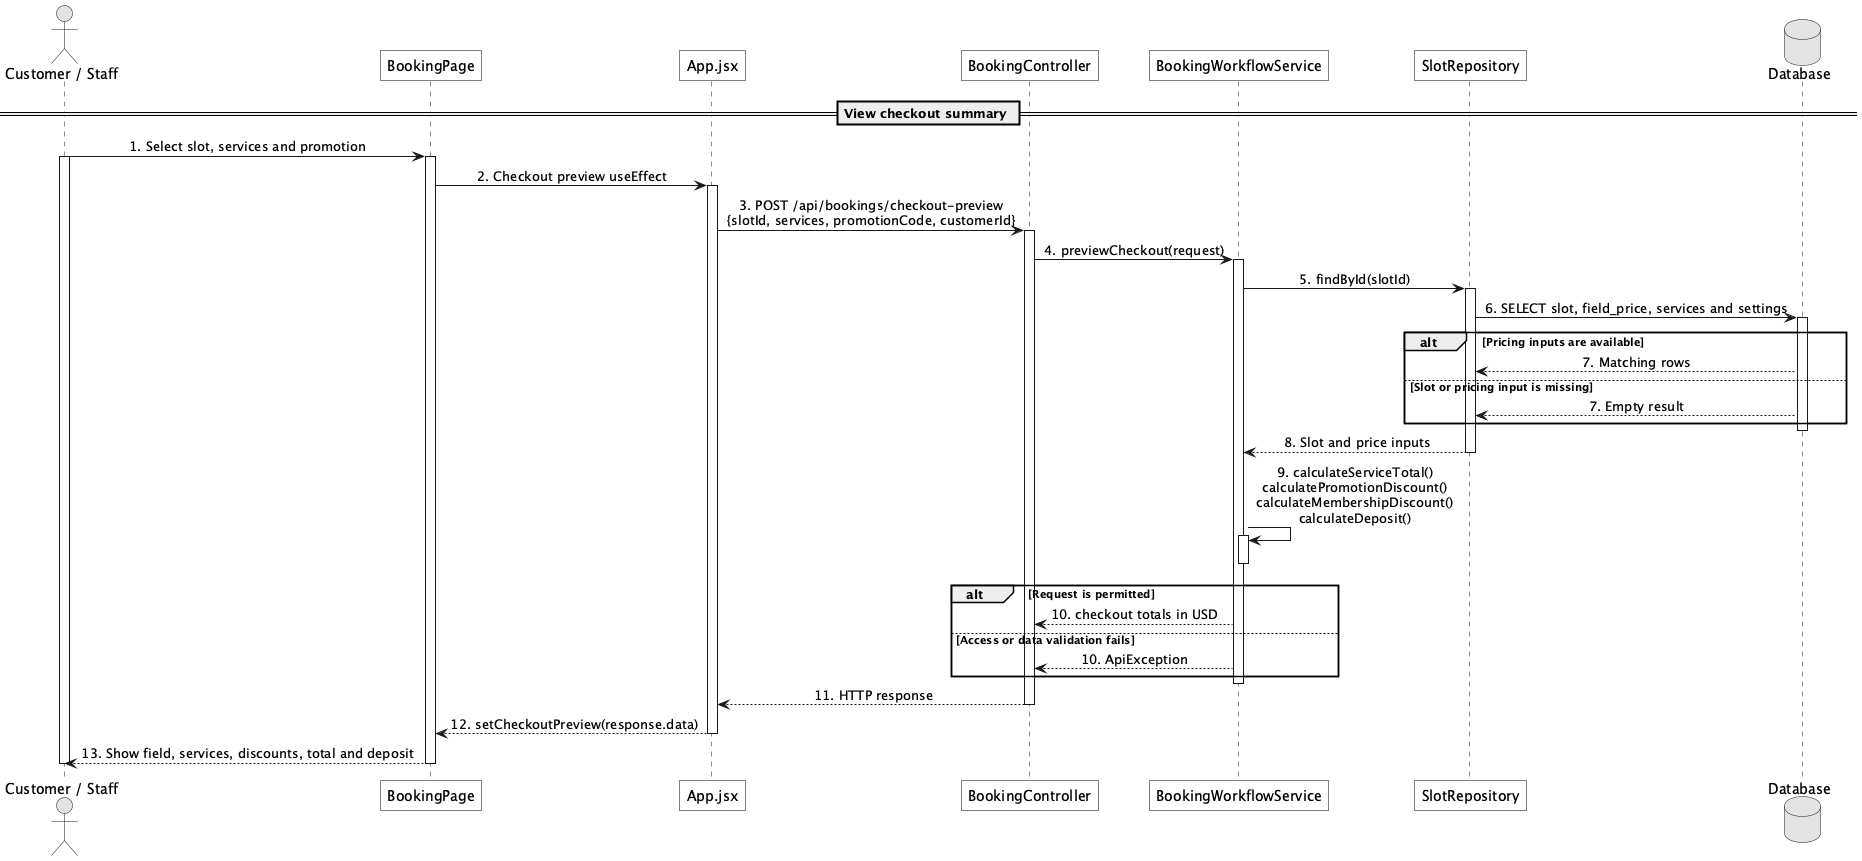 Customer / Staff
BookingPage
App.jsx
BookingController
BookingWorkflowService
SlotRepository
Database
View checkout summary
1. Select slot, services and promotion
2. Checkout preview useEffect
3. POST /api/bookings/checkout-preview
{slotId, services, promotionCode, customerId}
4. previewCheckout(request)
5. findById(slotId)
6. SELECT slot, field_price, services and settings
alt
[Pricing inputs are available]
7. Matching rows
[Slot or pricing input is missing]
7. Empty result
8. Slot and price inputs
9. calculateServiceTotal()
calculatePromotionDiscount()
calculateMembershipDiscount()
calculateDeposit()
alt
[Request is permitted]
10. checkout totals in USD
[Access or data validation fails]
10. ApiException
11. HTTP response
12. setCheckoutPreview(response.data)
13. Show field, services, discounts, total and deposit
Customer / Staff
BookingPage
App.jsx
BookingController
BookingWorkflowService
SlotRepository
Database